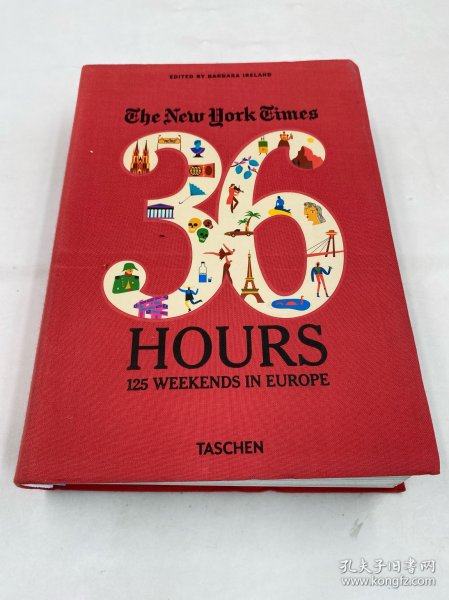 EDITED BY BARBARA IRELAND
The New York Times
36
HOURS
125 WEEKENDS IN EUROPE
TASCHEN
孔夫子旧书网
www.kongfz.com